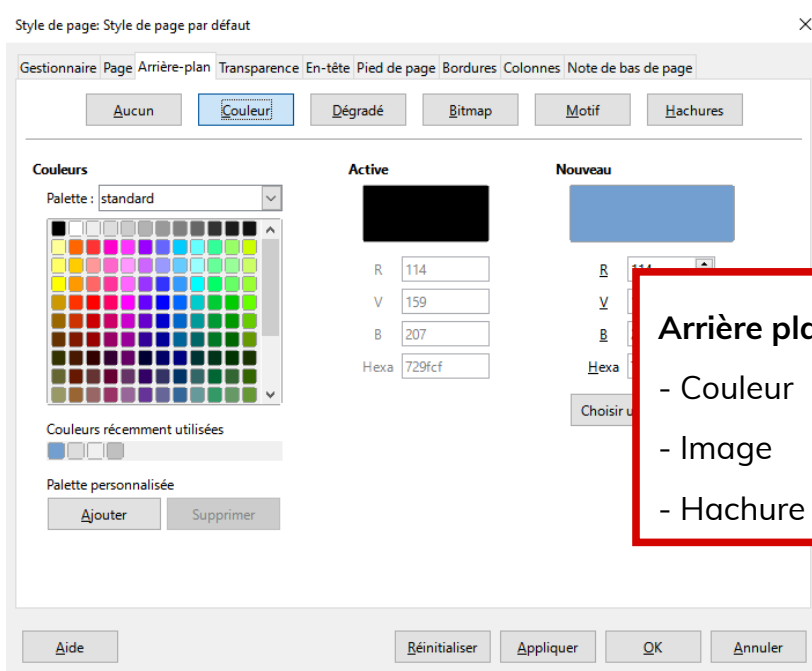 Style de page: Style de page par défaut
Gestionnaire Page Arrière-plan Transparence En-tête Pied de page Bordures Colonnes Note de bas de page
Aucun Couleur Dégradé Bitmap Motif Hachures
Couleurs Active Nouveau
Palette : standard
R 114 R
V 159 V
B 207 B
Hexa 729fcf Hexa
Choisir
Arrière
- Couleur
- Image
- Hachure
Couleurs récemment utilisées
Palette personnalisée
Ajouter Supprimer
Aide Réinitialiser Appliquer OK Annuler